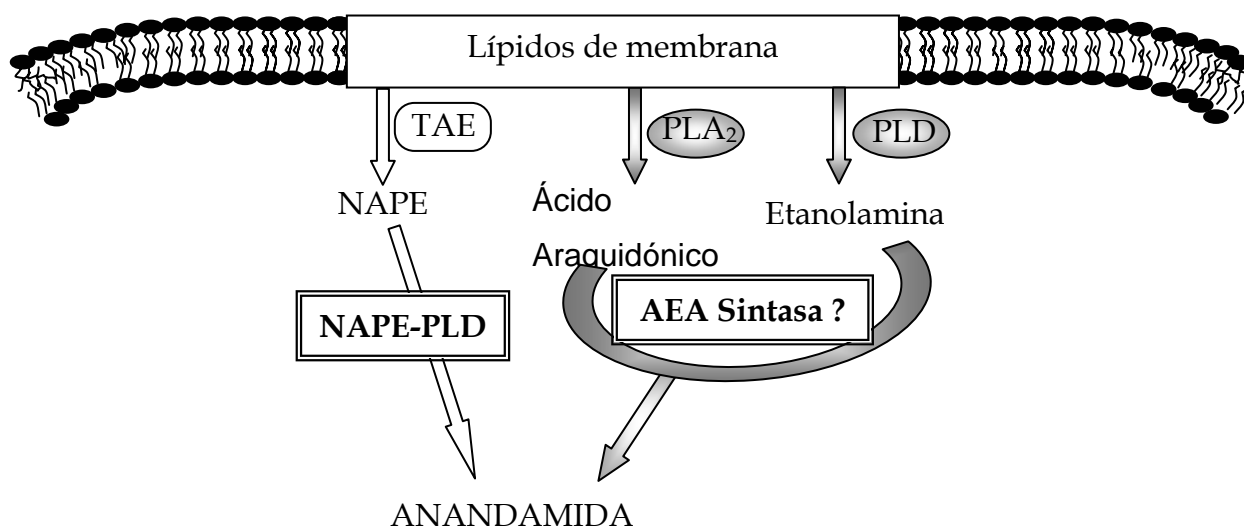 Lípidos de membrana
TAE
PLA₂
PLD
NAPE
Ácido
Araquidónico
Etanolamina
NAPE-PLD
AEA Sintasa ?
ANANDAMIDA